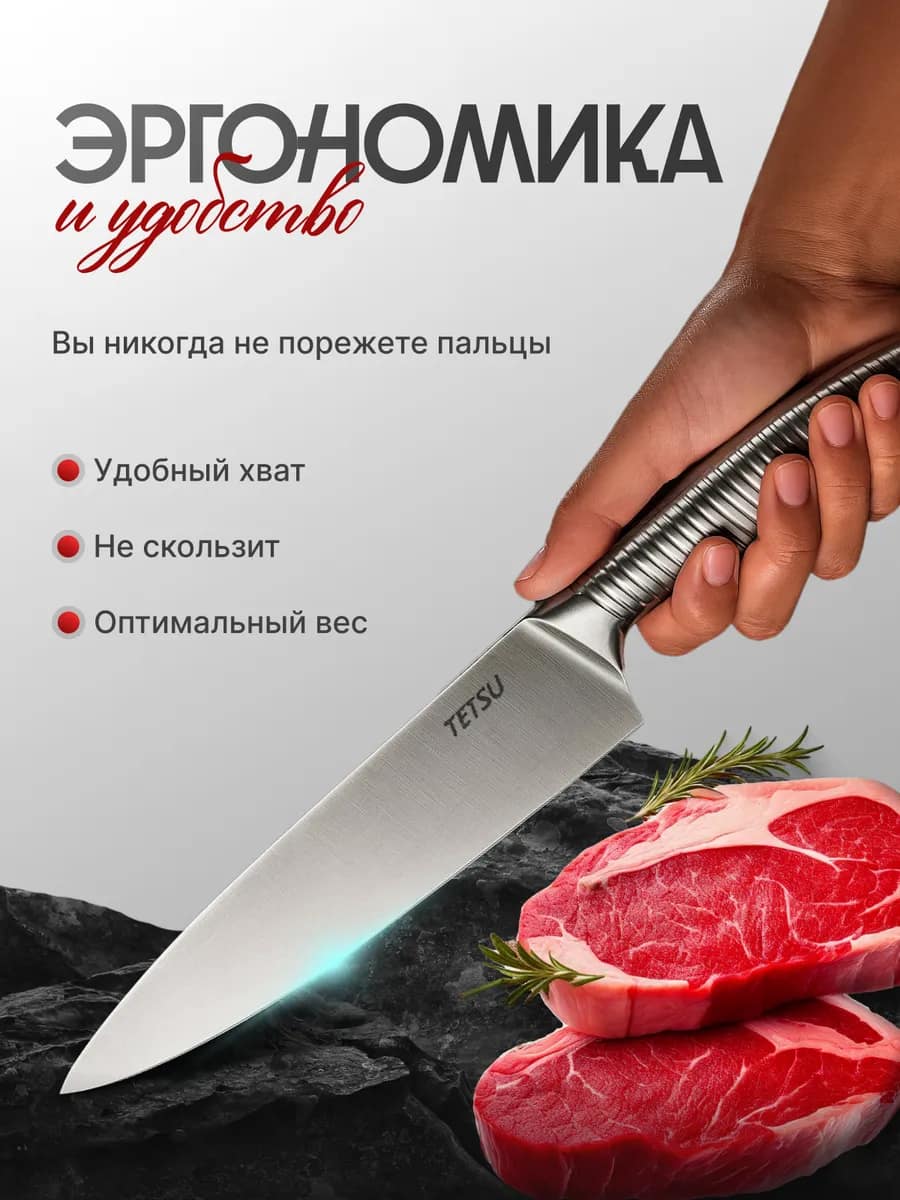 ЭРГОНОМИКА
и удобство
Вы никогда не порежете пальцы
Удобный хват
Не скользит
Оптимальный вес
TETSU